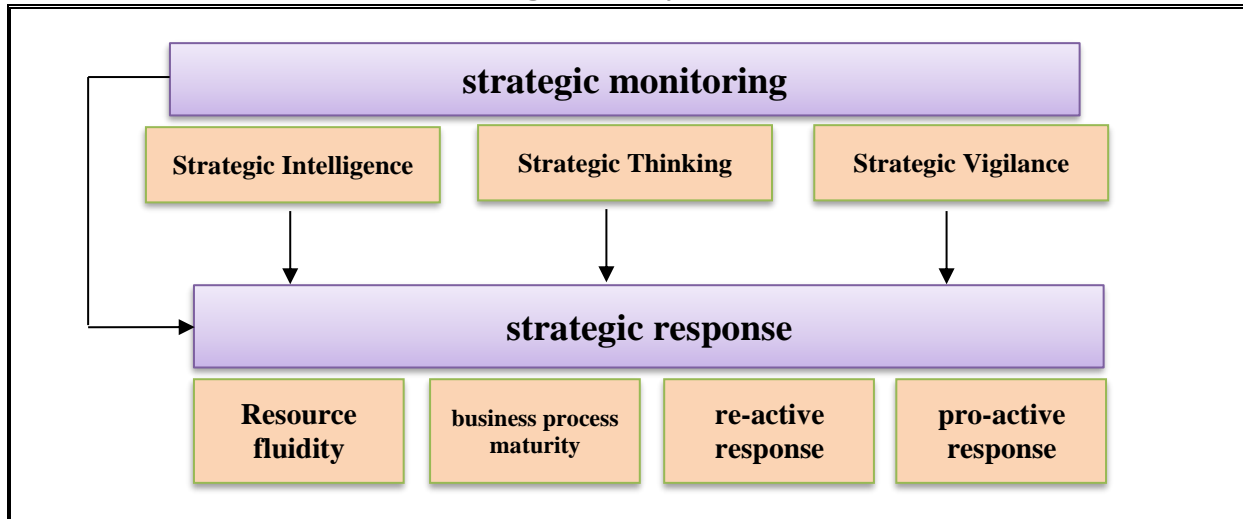 strategic monitoring
Strategic Intelligence
Strategic Thinking
Strategic Vigilance
strategic response
Resource
fluidity
business process
maturity
re-active
response
pro-active
response